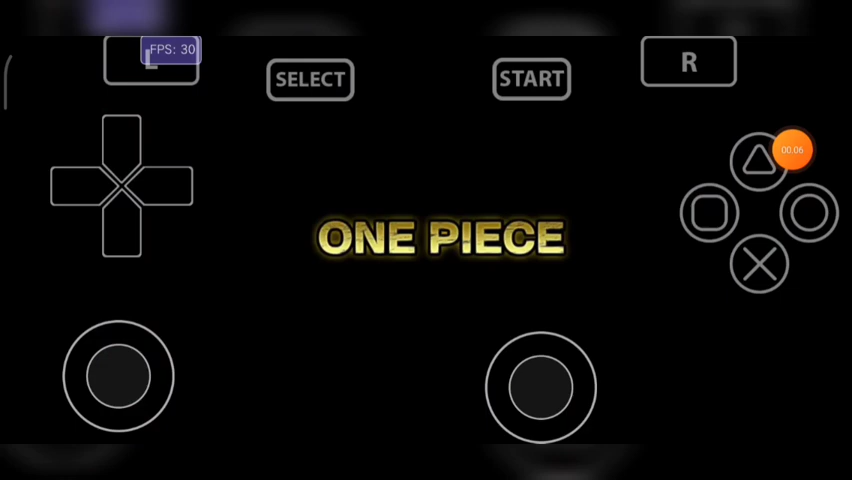 FPS: 30
L
SELECT
START
R
00.06
ONE PIECE